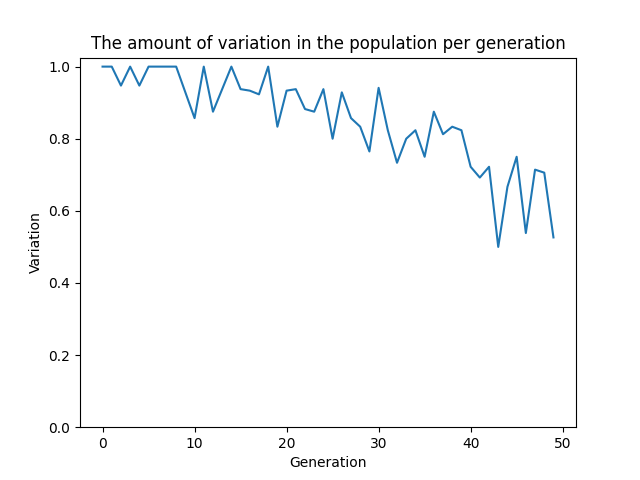 The amount of variation in the population per generation
1.0
0.8
0.6
0.4
0.2
0.0
Variation
0 10 20 30 40 50
Generation